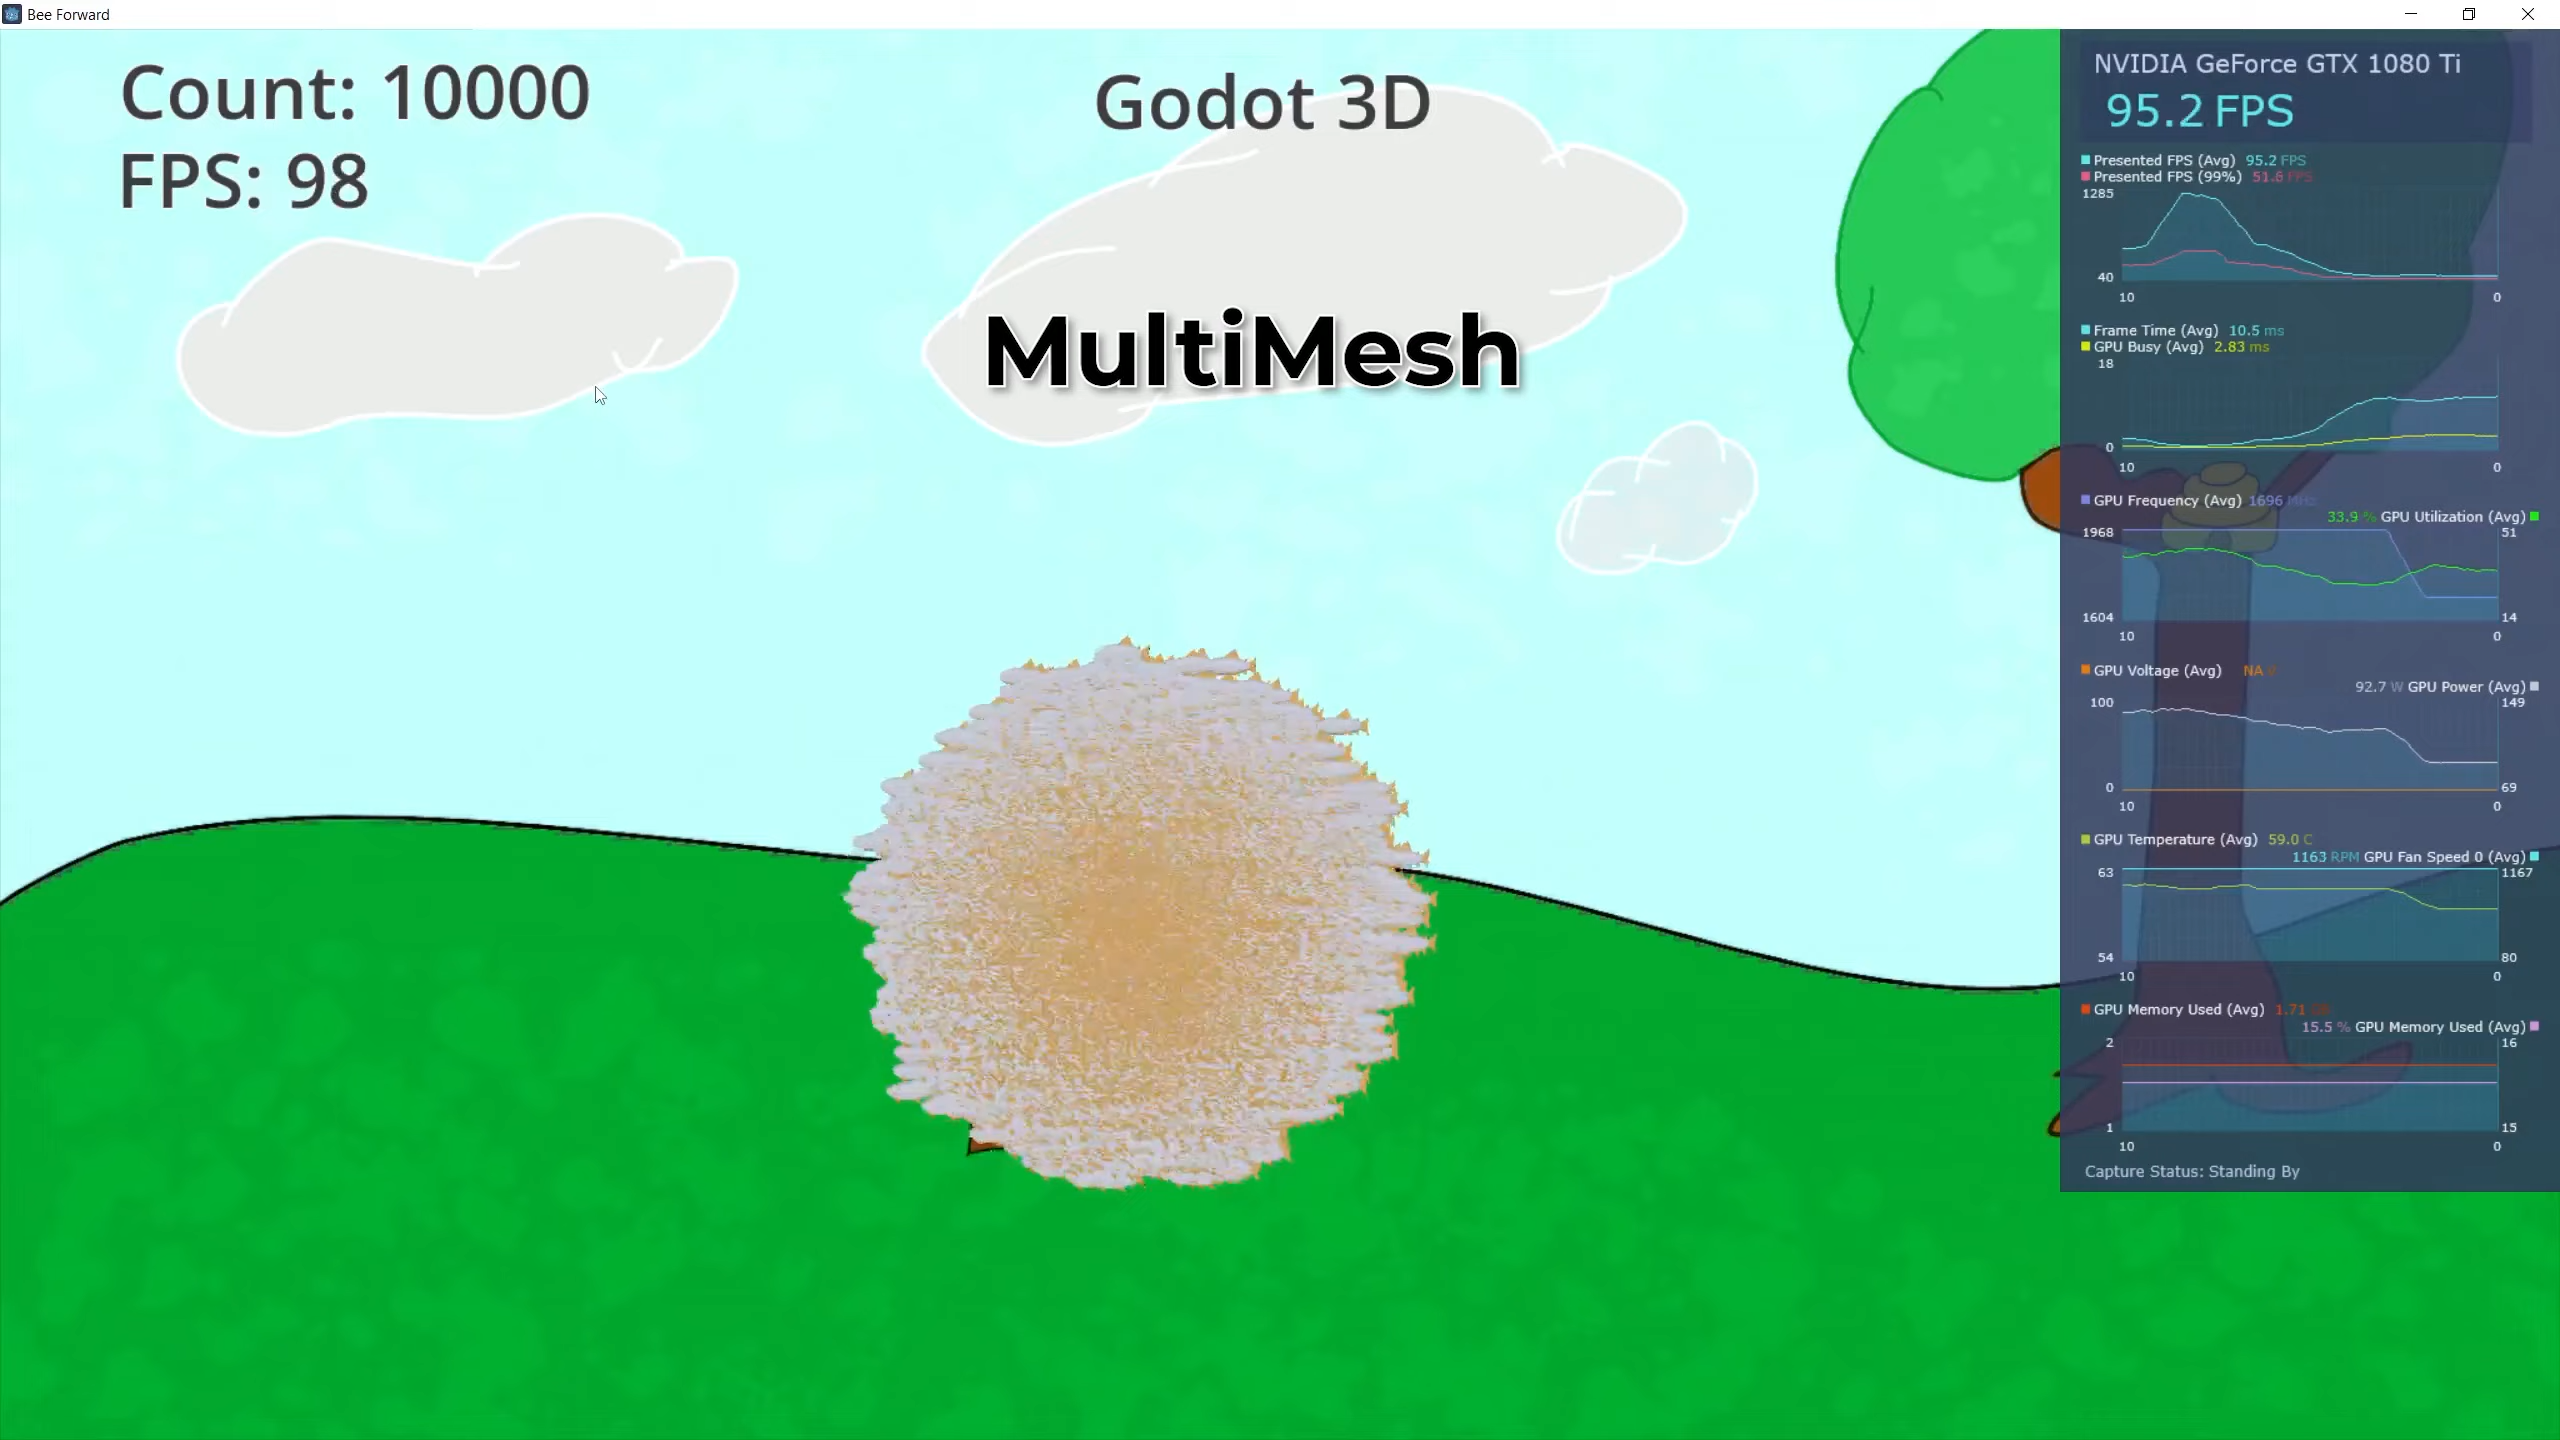 Bee Forward
Count: 10000
FPS: 98
Godot 3D
MultiMesh
NVIDIA GeForce GTX 1080 Ti
95.2 FPS
Presented FPS (Avg) 95.2 FPS
Presented FPS (99%) 51.6 FPS
1285
40
10 0
Frame Time (Avg) 10.5 ms
GPU Busy (Avg) 2.83 ms
18
0
10 0
GPU Frequency (Avg) 1696 MHz
33.9 % GPU Utilization (Avg)
1968 51
1604 14
10 0
GPU Voltage (Avg) NA
92.7 W GPU Power (Avg)
100 149
0 69
10 0
GPU Temperature (Avg) 59.0 C
1163 RPM GPU Fan Speed 0 (Avg)
63 1167
54 80
10 0
GPU Memory Used (Avg) 1.71
15.5 % GPU Memory Used (Avg)
2 16
1 15
10 0
Capture Status: Standing By